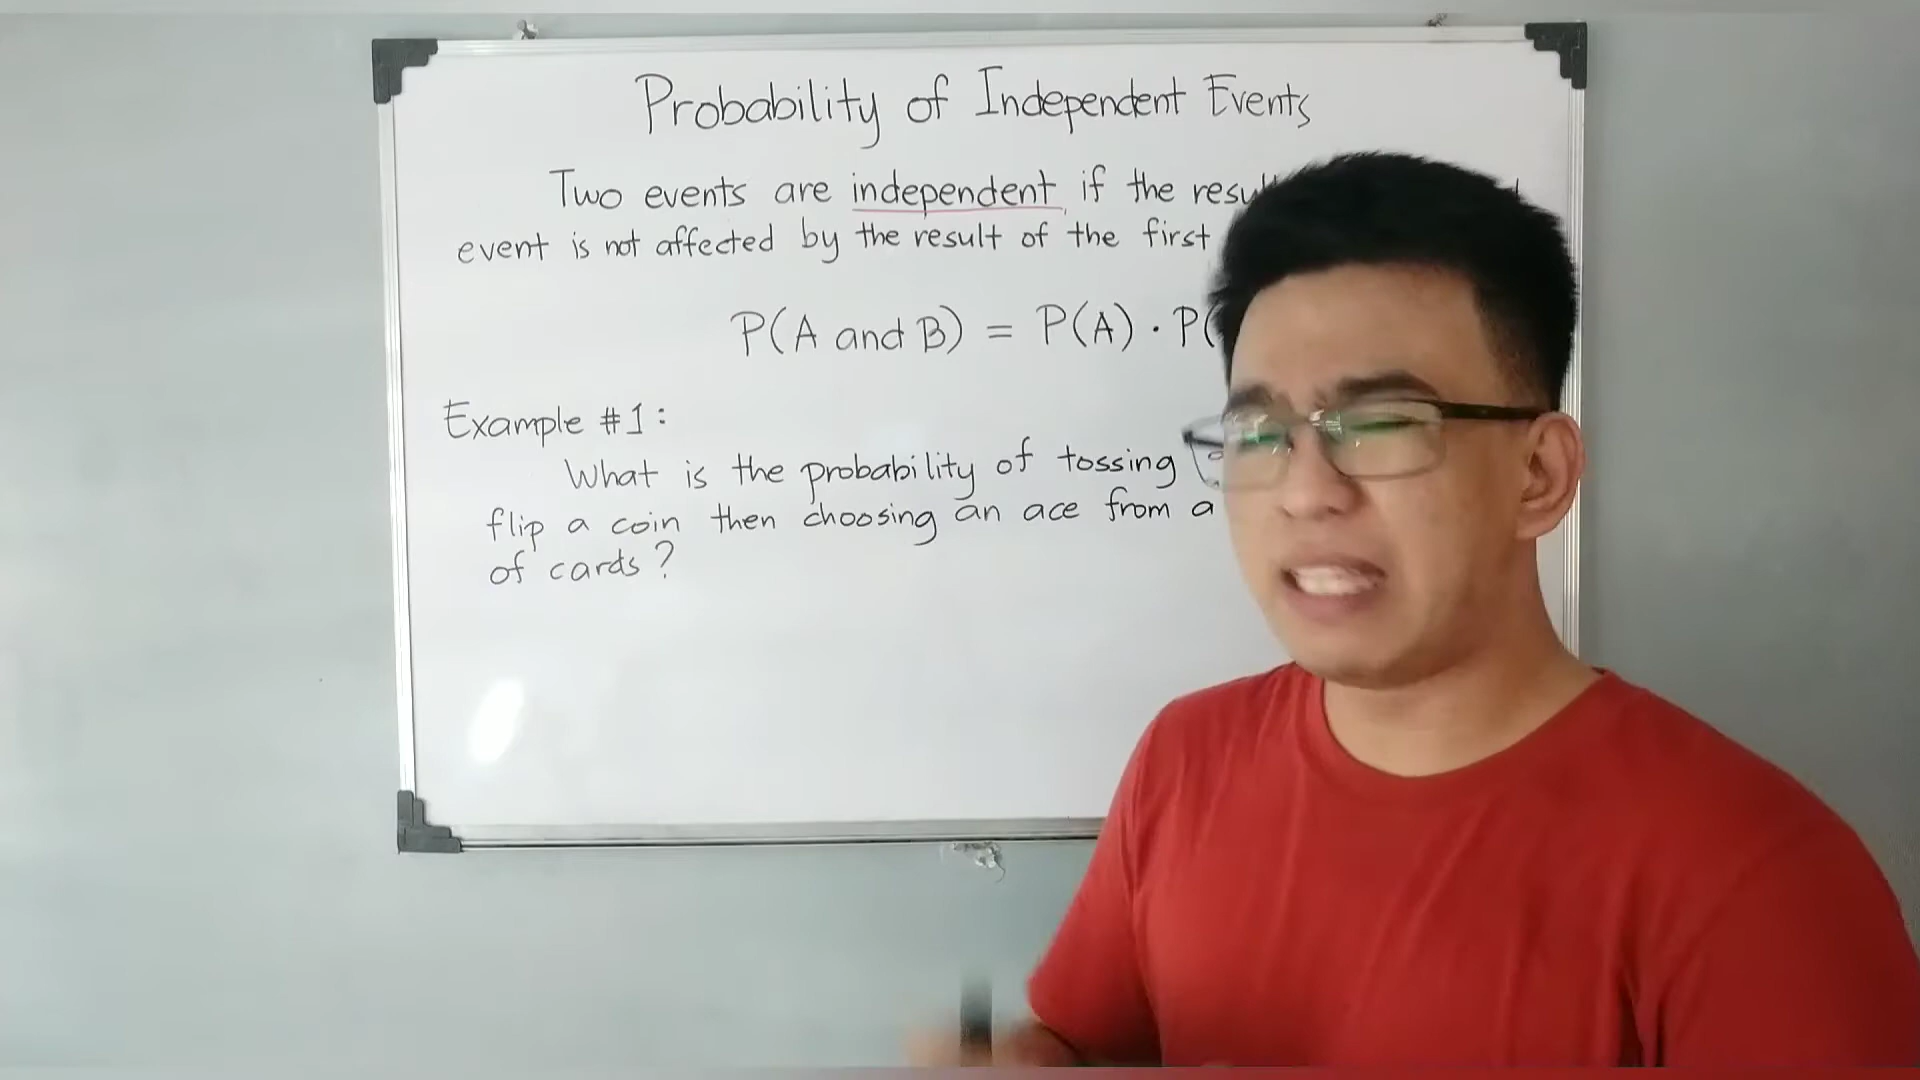 Probability of Independent Events
Two events are independent if the
event is not affected by the result of the first
P(A and B) = P(A) · P(
Example #1:
What is the probability of tossing
flip a coin then choosing an ace from a
of cards?